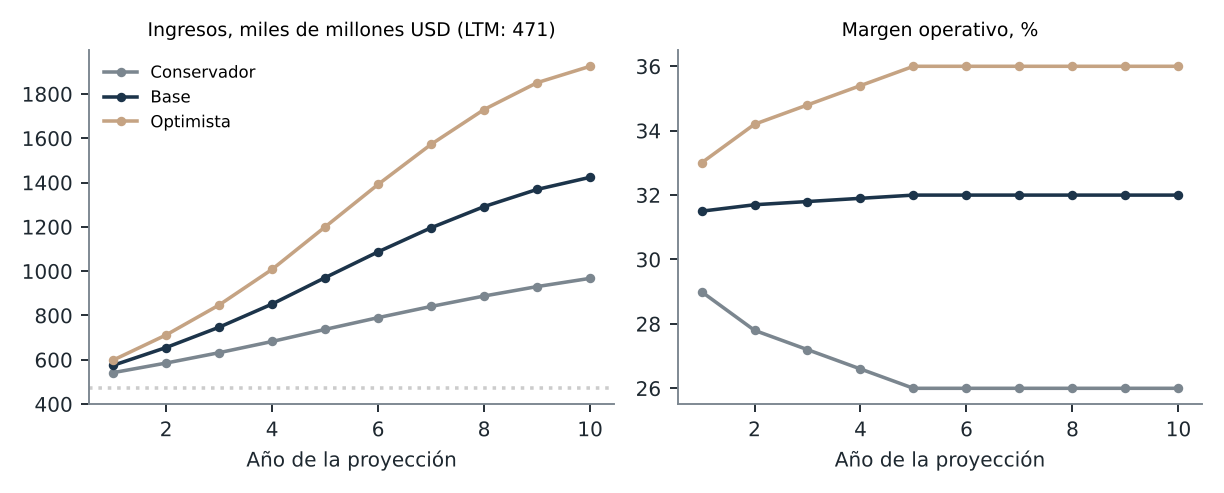 Ingresos, miles de millones USD (LTM: 471)
Conservador
Base
Optimista
1800
1600
1400
1200
1000
800
600
400
2 4 6 8 10
Año de la proyección
Margen operativo, %
36
34
32
30
28
26
2 4 6 8 10
Año de la proyección